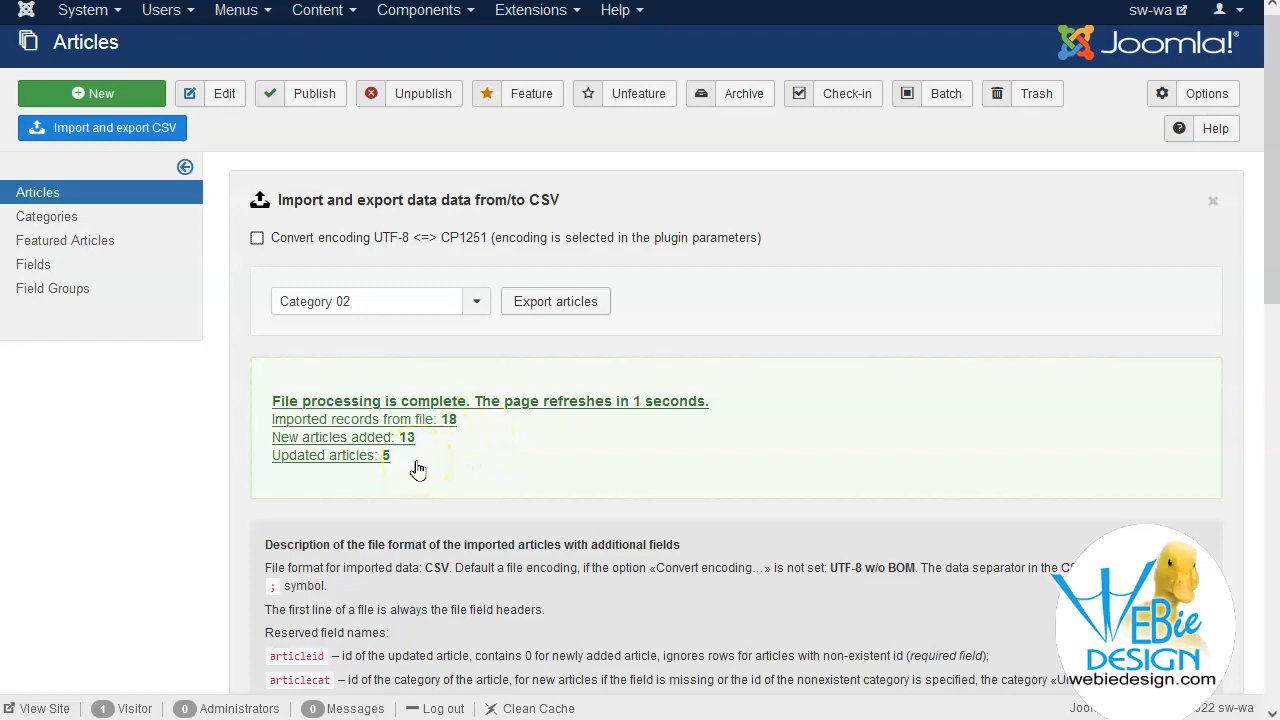 System Users Menus Content Components Extensions Help sw-wa
Articles Joomla!®
New Edit Publish Unpublish Feature Unfeature Archive Check-in Batch Trash Options
Import and export CSV Help
Articles
Categories
Featured Articles
Fields
Field Groups
Import and export data data from/to CSV ×
Convert encoding UTF-8 <=> CP1251 (encoding is selected in the plugin parameters)
Category 02 Export articles
File processing is complete. The page refreshes in 1 seconds.
Imported records from file: 18
New articles added: 13
Updated articles: 5
Description of the file format of the imported articles with additional fields
File format for imported data: CSV. Default a file encoding, if the option «Convert encoding...» is not set: UTF-8 w/o BOM. The data separator in the
; symbol.
The first line of a file is always the file field headers.
Reserved field names:
articleid – id of the updated article, contains 0 for newly added article, ignores rows for articles with non-existent id (required field);
articlecat – id of the category of the article, for new articles if the field is missing or the id of the nonexistent category is specified, the category
WEBie
DESIGN
webiedesign.com
View Site 1 Visitor 0 Administrators 0 Messages Log out Clean Cache sw-wa